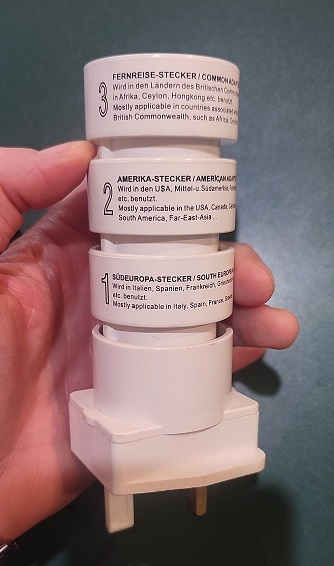 3
FERNREISE-STECKER / COMMON
Wird in den Ländern des Britischen
in Afrika, Ceylon, Hongkong etc. benutzt.
Mostly applicable in countries associated
British Commonwealth, such as Africa,
2
AMERIKA-STECKER / AMERICAN
Wird in den USA, Mittel-u.Südamerika,
etc. benutzt.
Mostly applicable in the USA, Canada,
South America, Far-East-Asia ...
1
SÜDEUROPA-STECKER / SOUTH
Wird in Italien, Spanien, Frankreich,
etc. benutzt.
Mostly applicable in Italy, Spain, France,